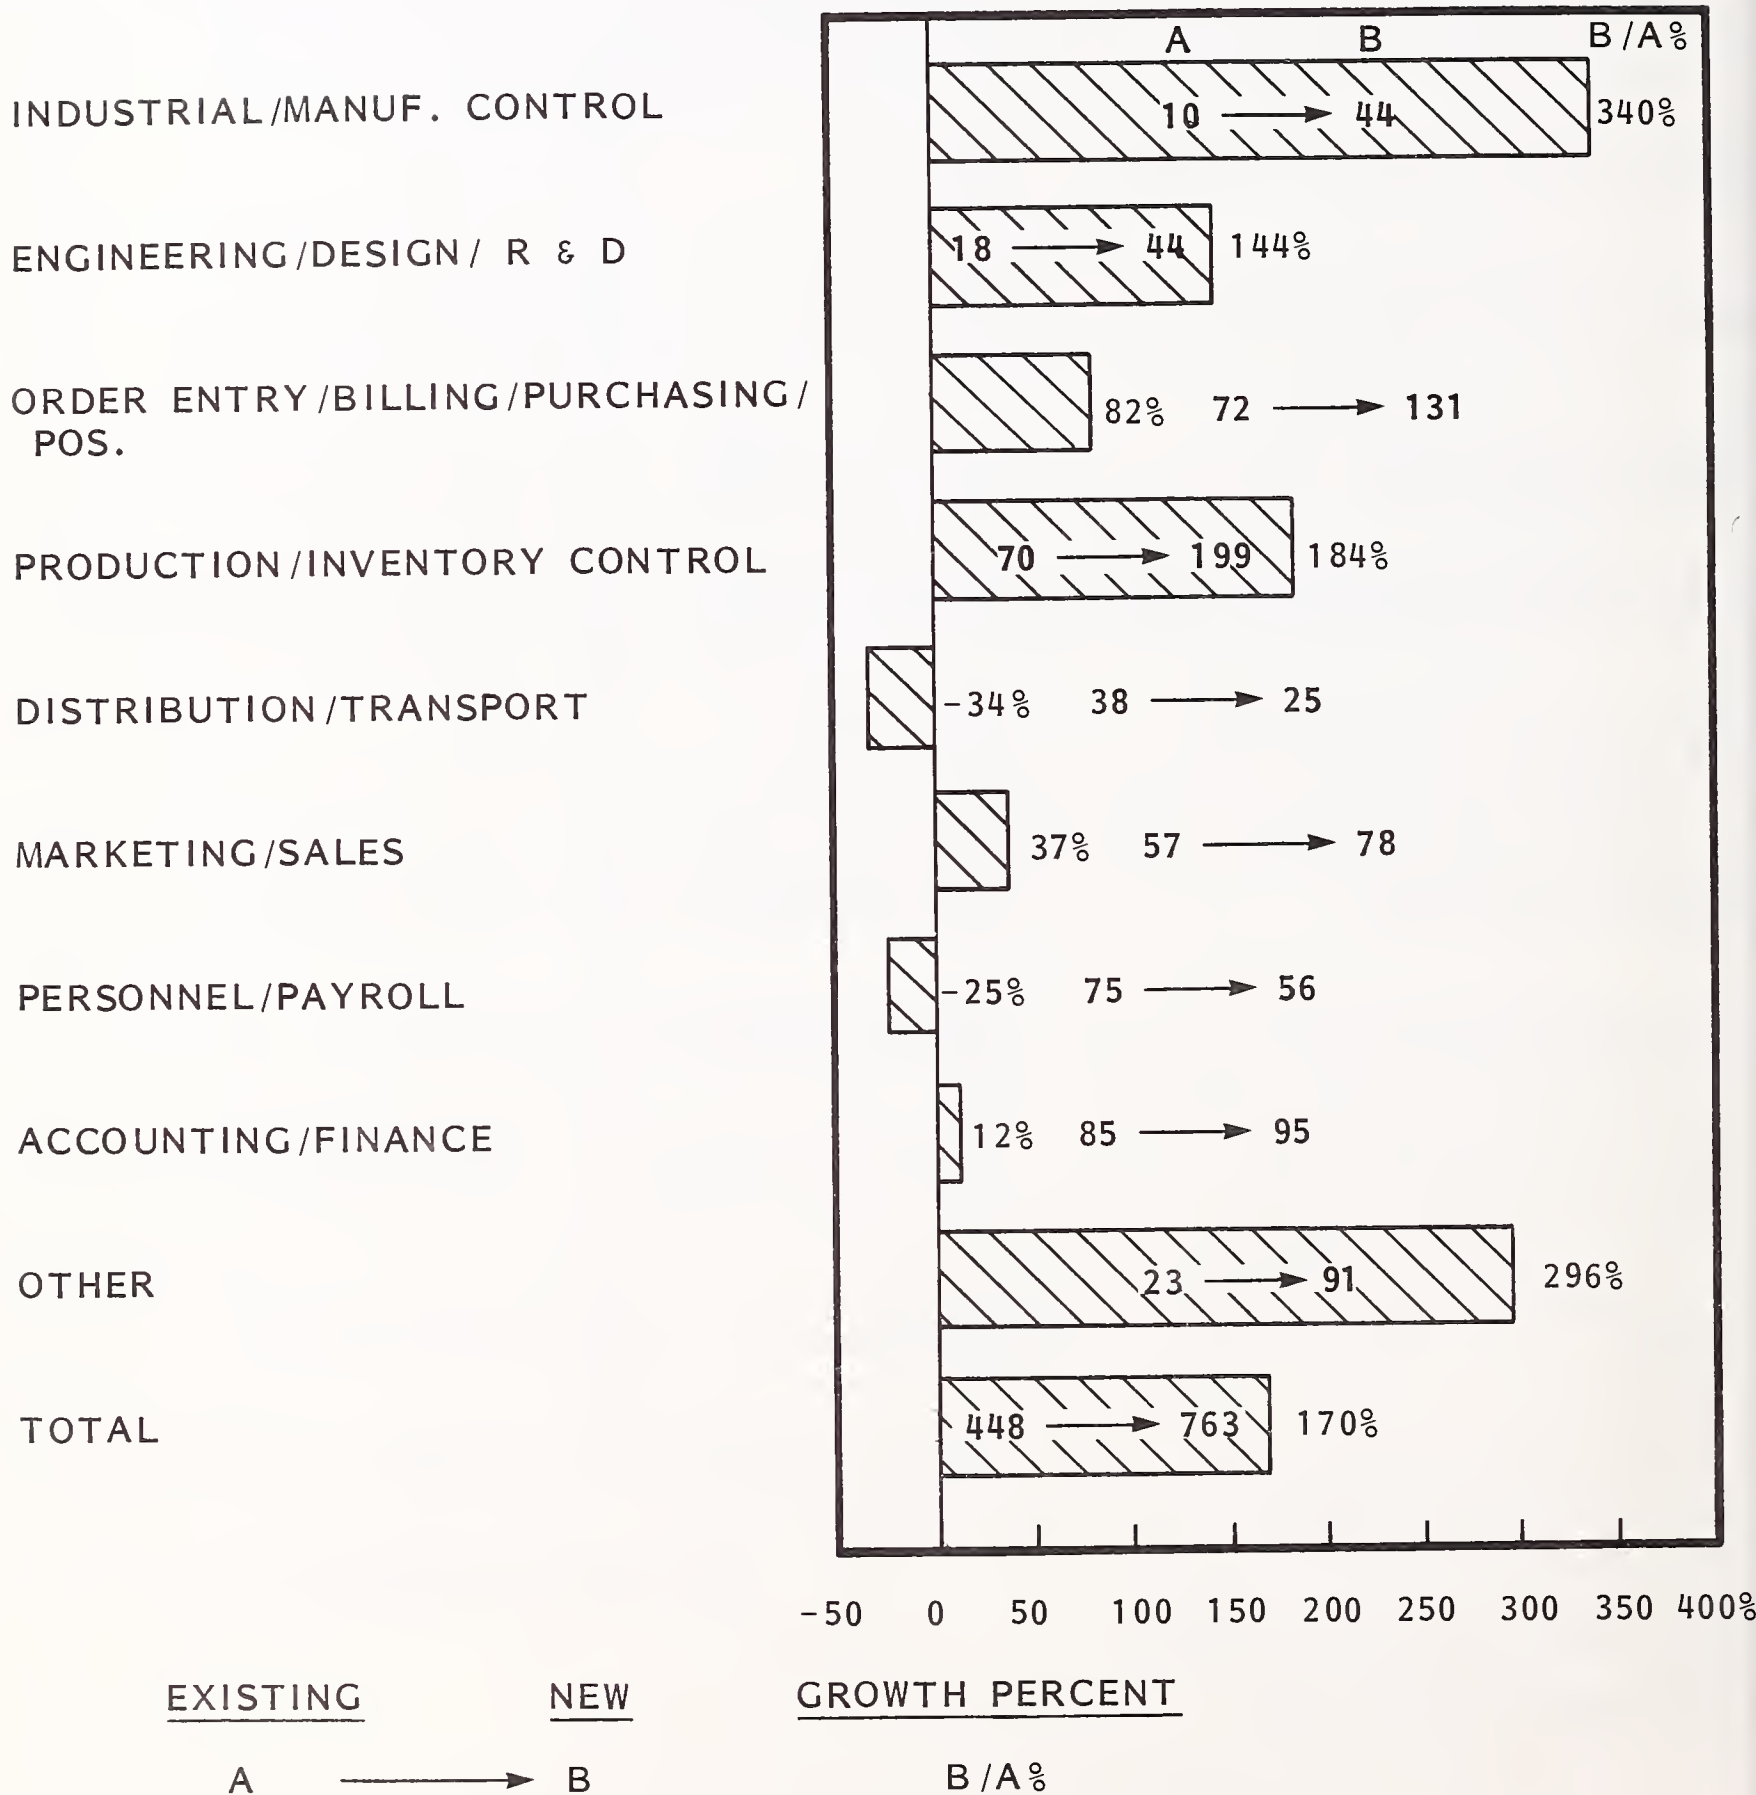 A B B/A%
INDUSTRIAL/MANUF. CONTROL 10 → 44 340%
ENGINEERING/DESIGN/ R & D 18 → 44 144%
ORDER ENTRY/BILLING/PURCHASING/
POS. 82% 72 → 131
PRODUCTION/INVENTORY CONTROL 70 → 199 184%
DISTRIBUTION/TRANSPORT -34% 38 → 25
MARKETING/SALES 37% 57 → 78
PERSONNEL/PAYROLL -25% 75 → 56
ACCOUNTING/FINANCE 12% 85 → 95
OTHER 23 → 91 296%
TOTAL 448 → 763 170%
-50 0 50 100 150 200 250 300 350 400%
EXISTING NEW GROWTH PERCENT
A → B B/A%